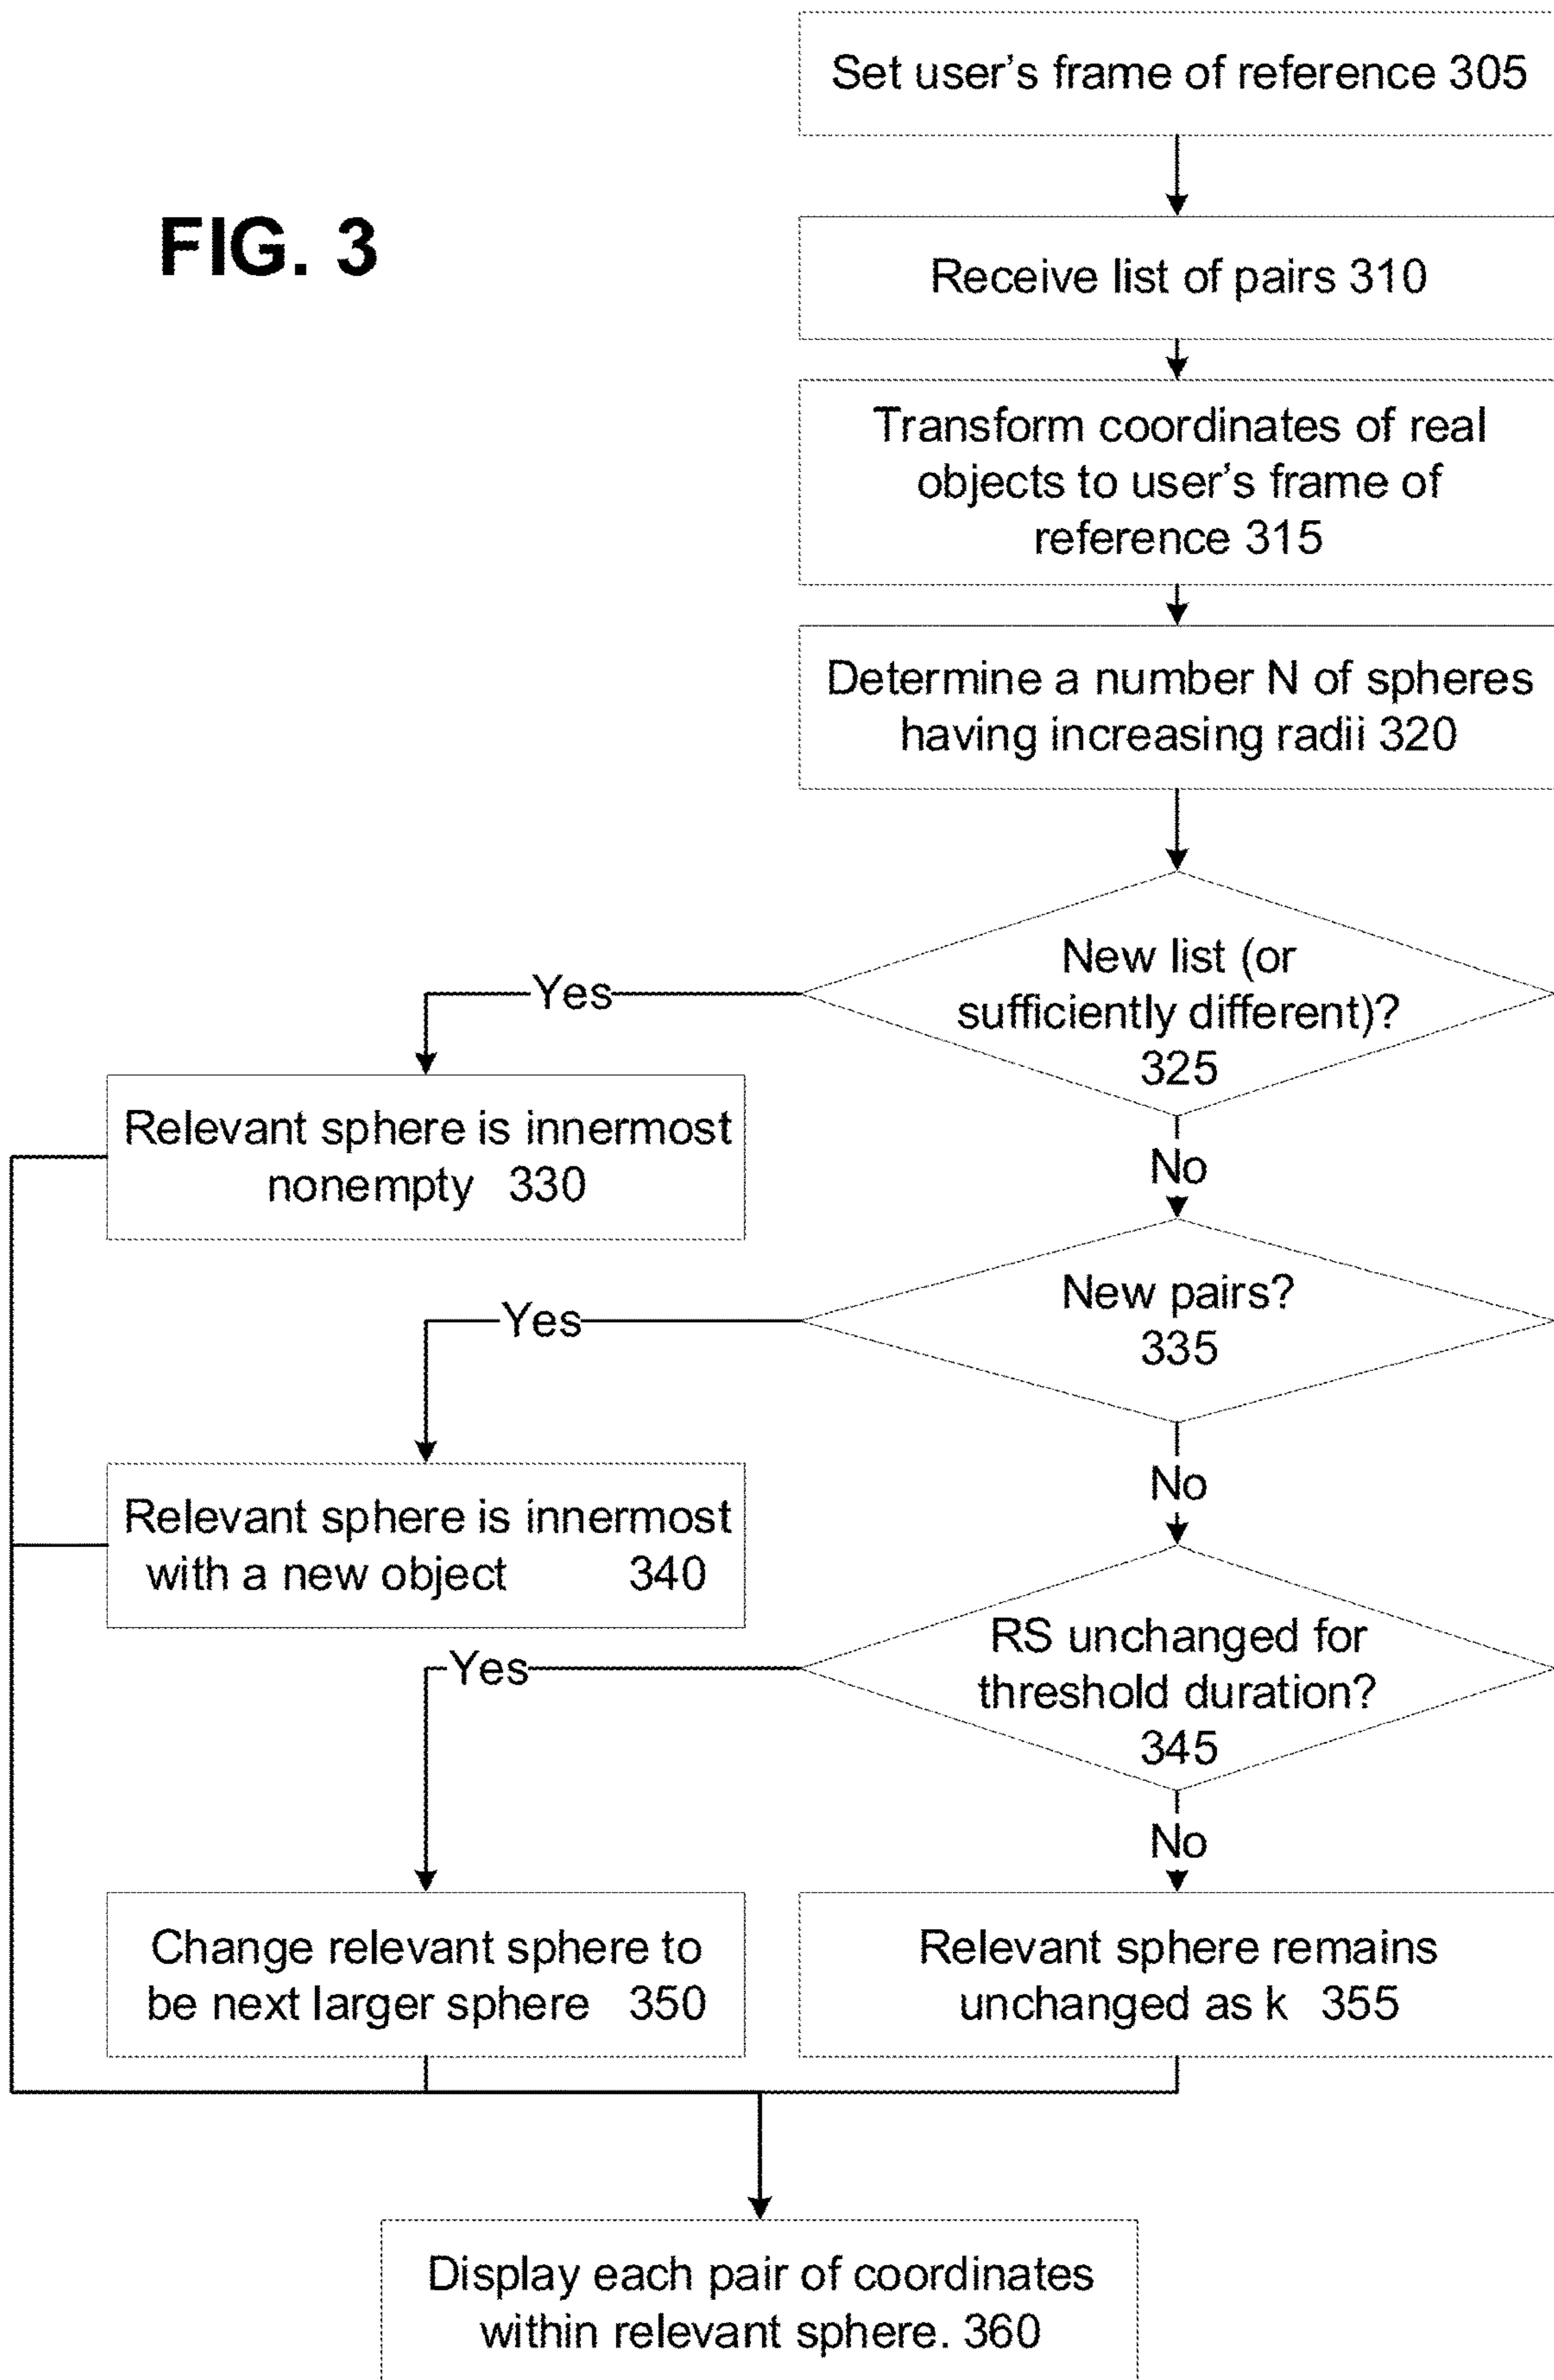 Set user’s frame of reference 305
FIG. 3
Receive list of pairs 310
Transform coordinates of real
objects to user’s frame of
reference 315
Determine a number N of spheres
having increasing radii 320
New list (or
sufficiently different)?
325
Yes
No
Relevant sphere is innermost
nonempty 330
New pairs?
335
Yes
No
Relevant sphere is innermost
with a new object 340
RS unchanged for
threshold duration?
345
Yes
No
Change relevant sphere to
be next larger sphere 350
Relevant sphere remains
unchanged as k 355
Display each pair of coordinates
within relevant sphere. 360